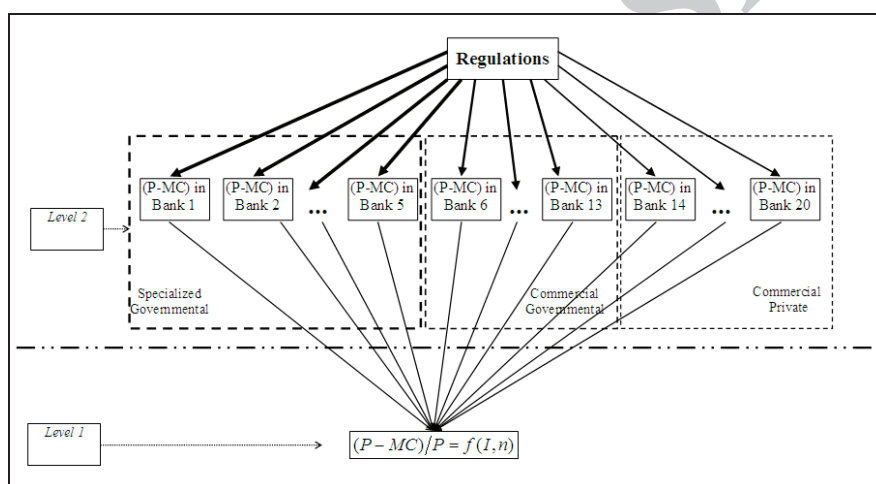 Regulations
(P-MC) in
Bank 1
(P-MC) in
Bank 2
...
(P-MC) in
Bank 5
(P-MC) in
Bank 6
...
(P-MC) in
Bank 13
(P-MC) in
Bank 14
...
(P-MC) in
Bank 20
Level 2
Specialized
Governmental
Commercial
Governmental
Commercial
Private
Level 1
(P − MC)/P = f(I,n)